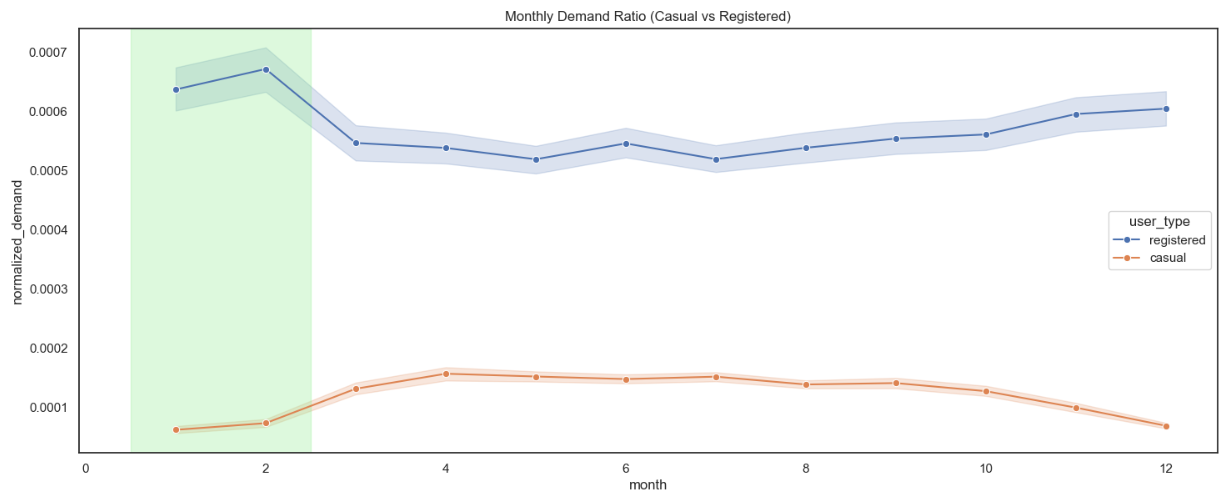 Monthly Demand Ratio (Casual vs Registered)
0.0007
0.0006
0.0005
0.0004
0.0003
0.0002
0.0001
normalized_demand
user_type
registered
casual
0 2 4 6 8 10 12
month